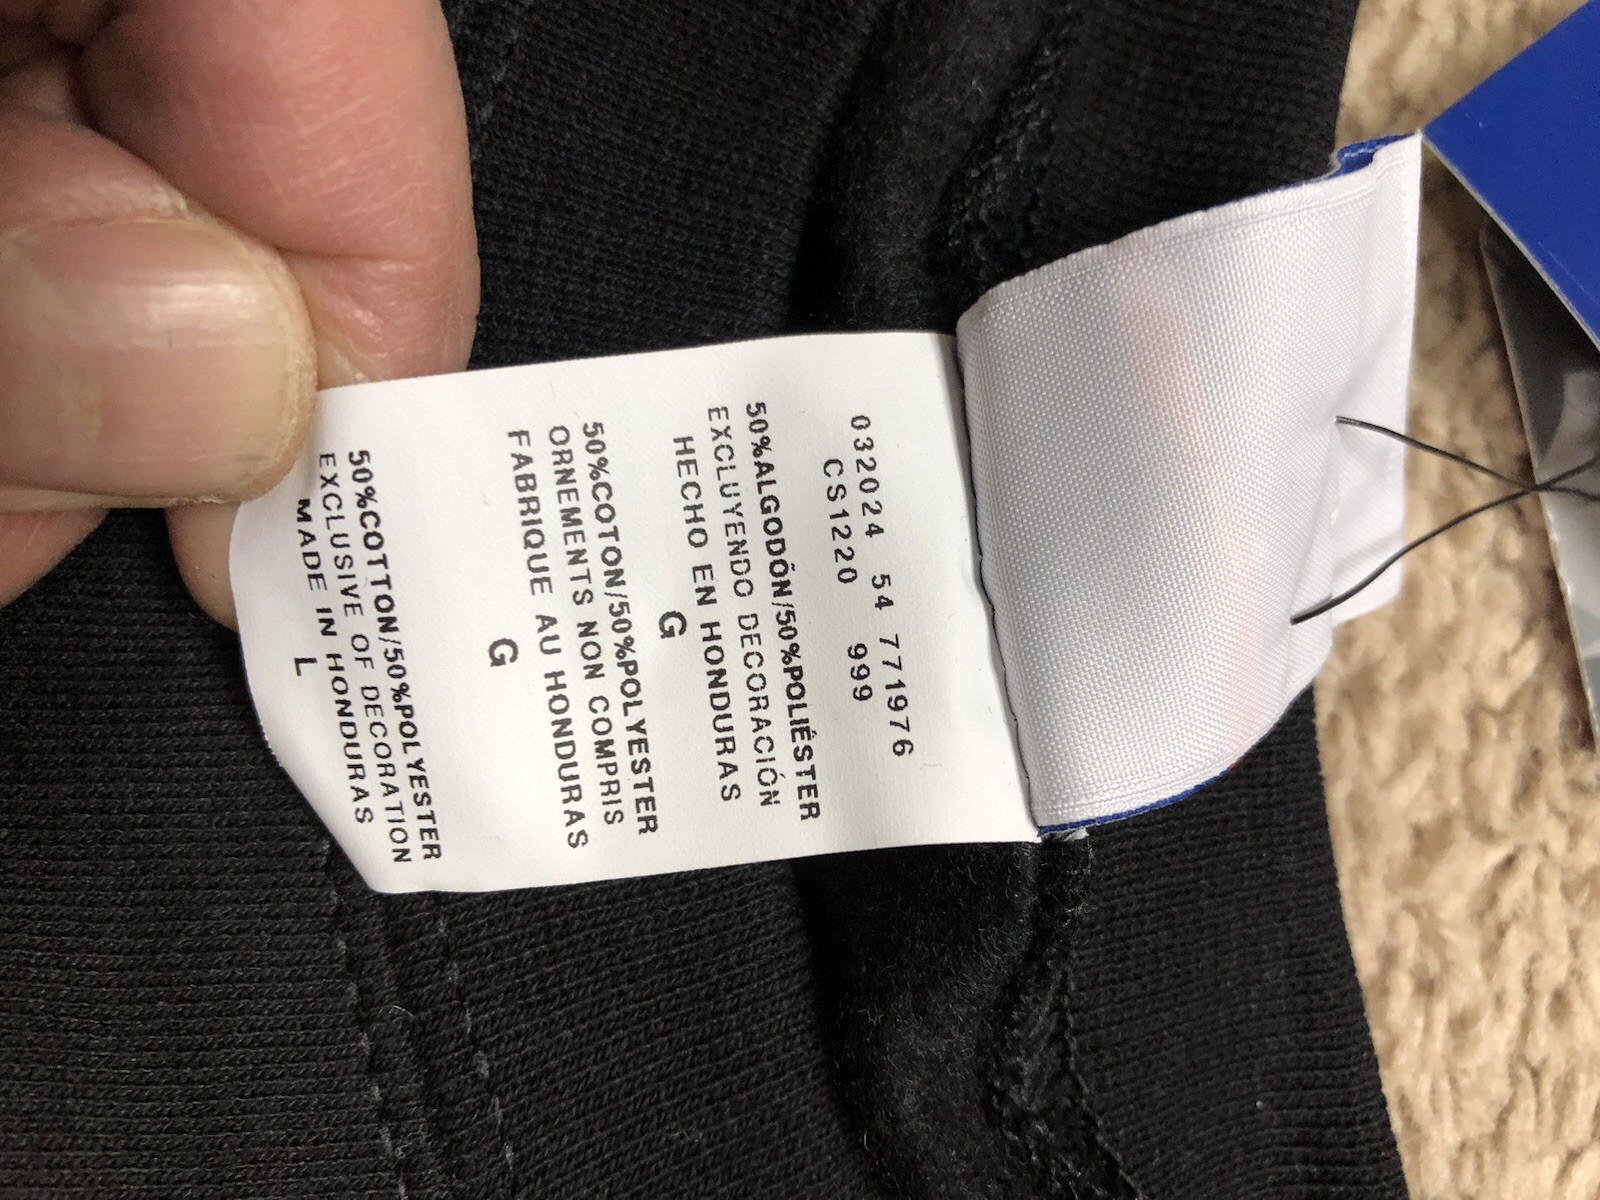 032024 54 771976
CS1220 999
50%ALGODÓN/50%POLIÉSTER
EXCLUYENDO DECORACIÓN
HECHO EN HONDURAS
G
50%COTON/50%POLYESTER
ORNEMENTS NON COMPRIS
FABRIQUE AU HONDURAS
G
50%COTTON/50%POLYESTER
EXCLUSIVE OF DECORATION
MADE IN HONDURAS
L